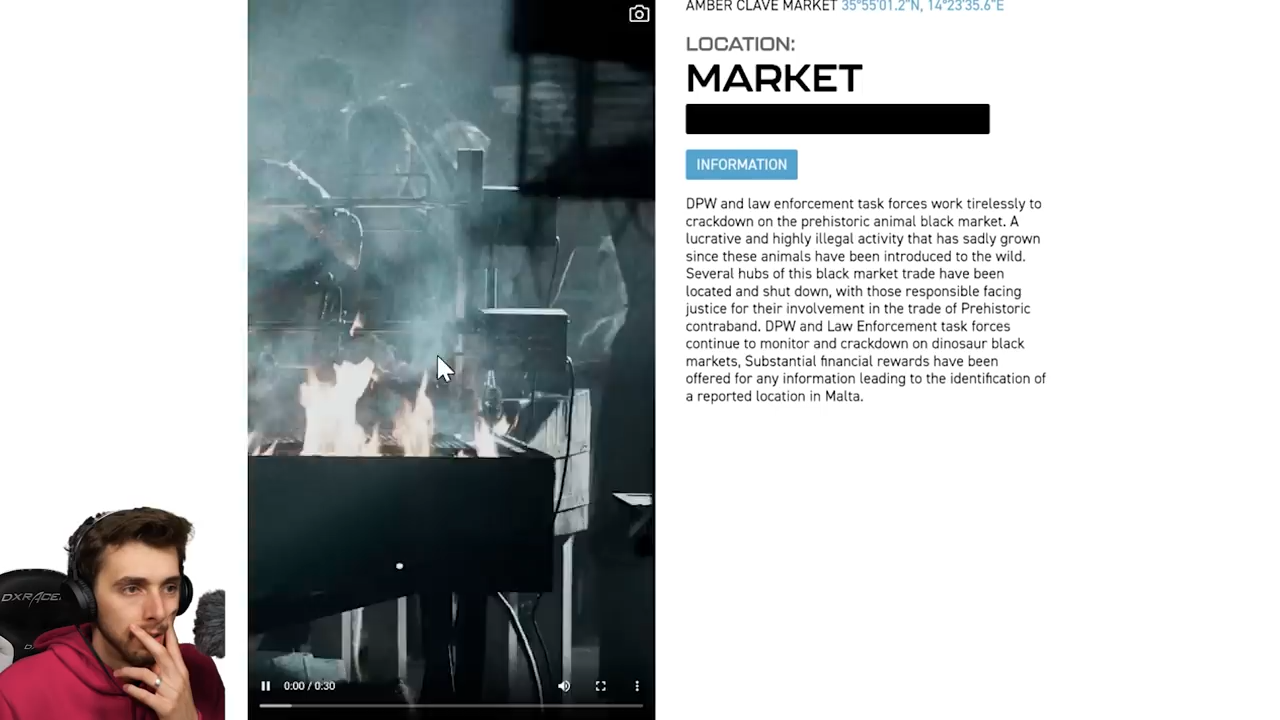 AMBER CLAVE MARKET 35°55'01.2"N, 14°23'35.6"E
LOCATION:
MARKET
INFORMATION
DPW and law enforcement task forces work tirelessly to
crackdown on the prehistoric animal black market. A
lucrative and highly illegal activity that has sadly grown
since these animals have been introduced to the wild.
Several hubs of this black market trade have been
located and shut down, with those responsible facing
justice for their involvement in the trade of Prehistoric
contraband. DPW and Law Enforcement task forces
continue to monitor and crackdown on dinosaur black
markets, Substantial financial rewards have been
offered for any information leading to the identification of
a reported location in Malta.
DXRACER
0:00 / 0:30